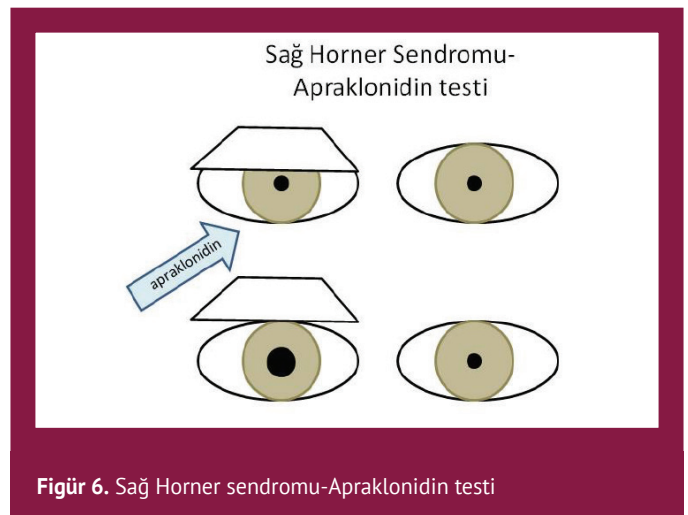 Sağ Horner Sendromu-
Apraklonidin testi
apraklonidin
Figür 6. Sağ Horner sendromu-Apraklonidin testi